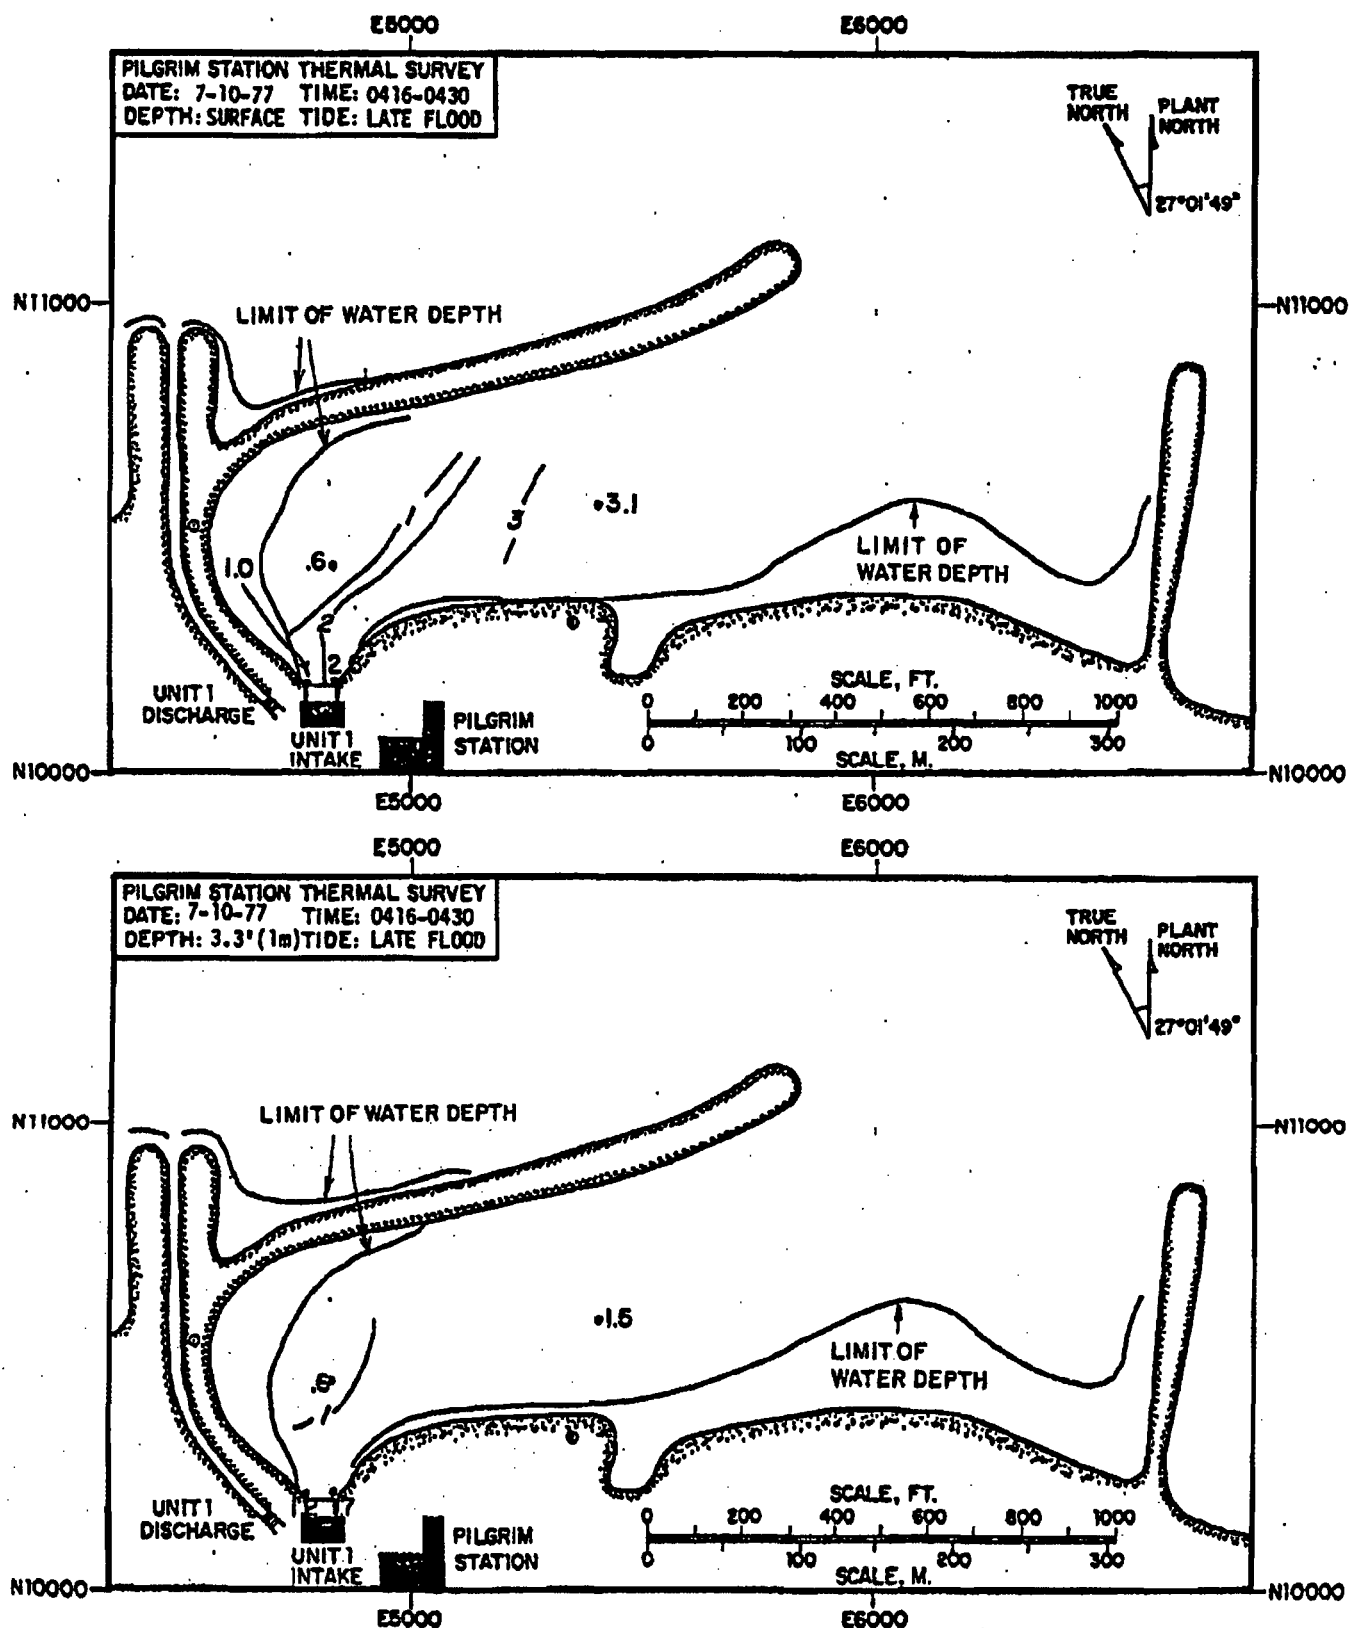 E5000 E6000
PILGRIM STATION THERMAL SURVEY
DATE: 7-10-77 TIME: 0416-0430
DEPTH: SURFACE TIDE: LATE FLOOD
TRUE NORTH
PLANT NORTH
27°01'49"
N11000 N11000
LIMIT OF WATER DEPTH
3.1
3
LIMIT OF
WATER DEPTH
1.0
.6
2
UNIT 1
DISCHARGE
UNIT 1
INTAKE
PILGRIM
STATION
SCALE, FT.
0 200 400 600 800 1000
0 100 200 300
SCALE, M.
N10000 N10000
E5000 E6000
E5000 E6000
PILGRIM STATION THERMAL SURVEY
DATE: 7-10-77 TIME: 0416-0430
DEPTH: 3.3'(1m) TIDE: LATE FLOOD
TRUE NORTH
PLANT NORTH
27°01'49"
N11000 N11000
LIMIT OF WATER DEPTH
1.5
LIMIT OF
WATER DEPTH
1
UNIT 1
DISCHARGE
UNIT 1
INTAKE
PILGRIM
STATION
SCALE, FT.
0 200 400 600 800 1000
0 100 200 300
SCALE, M.
N10000 N10000
E5000 E6000